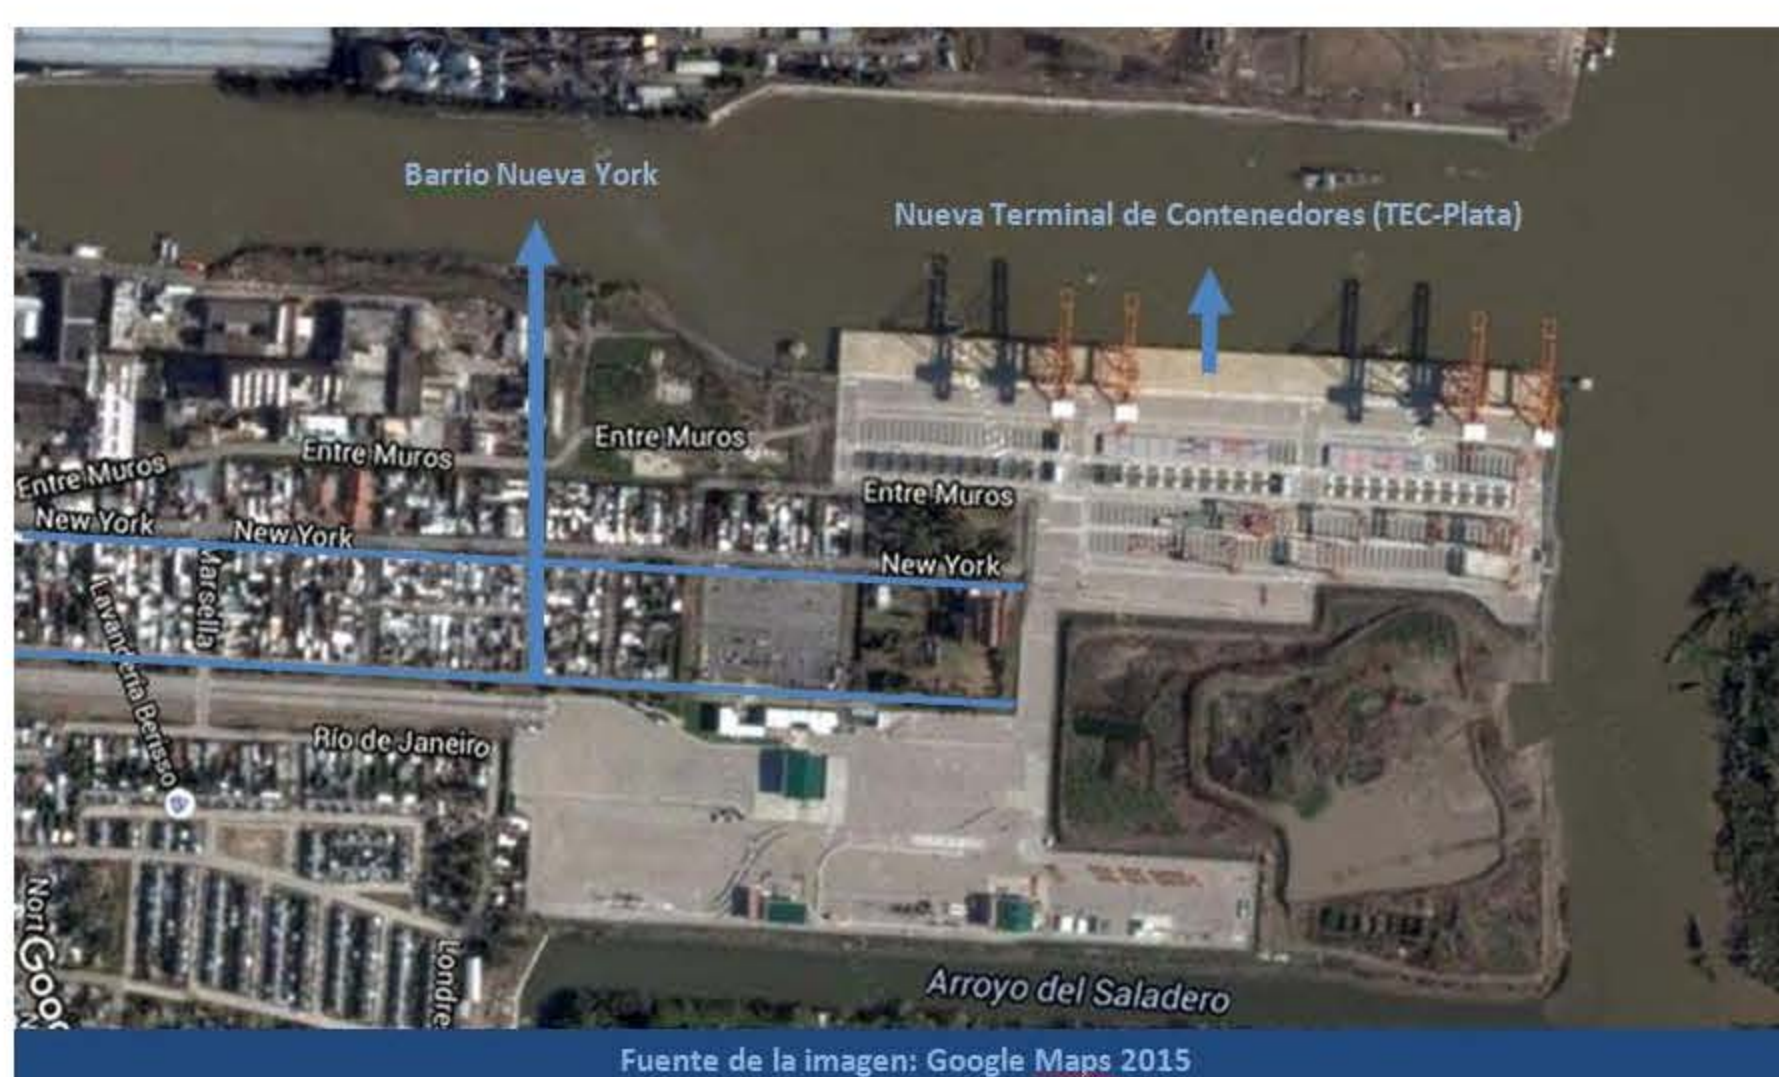 Barrio Nueva York
Nueva Terminal de Contenedores (TEC-Plata)
Entre Muros
Entre Muros
Entre Muros
Entre Muros
New York
New York
New York
Marsella
Lavandería Berisso
Río de Janeiro
Londre
Arroyo del Saladero
Fuente de la imagen: Google Maps 2015